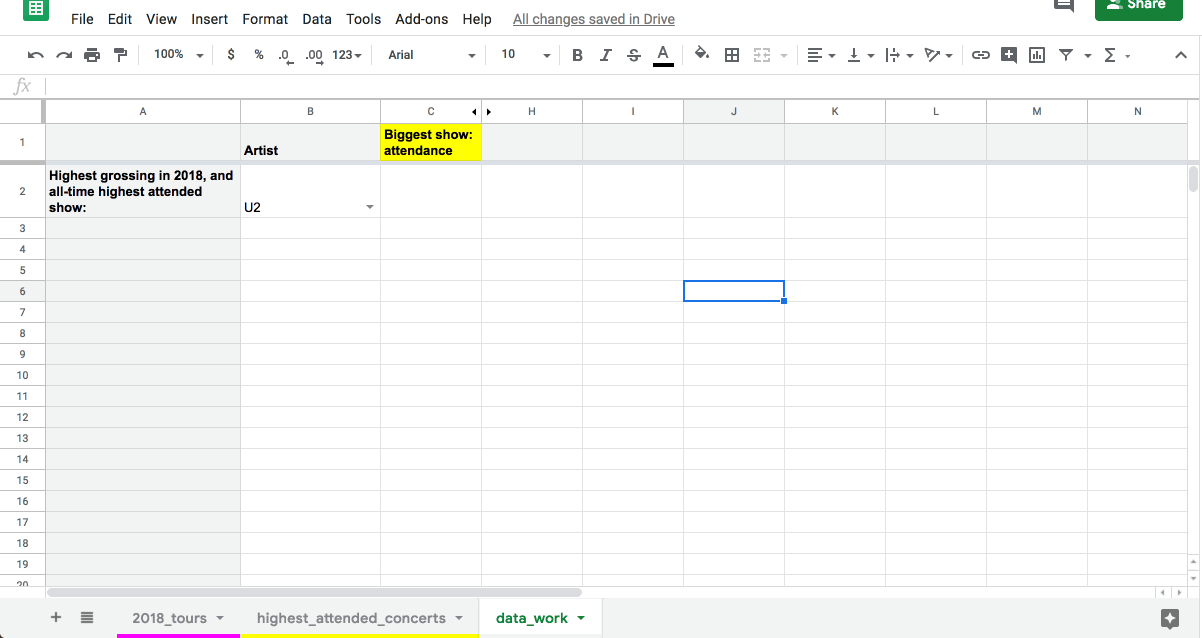 Share
File Edit View Insert Format Data Tools Add-ons Help All changes saved in Drive
100% $ % .0 .00 123 Arial 10 B I S A Σ
fx
A B C H I J K L M N
1 Artist Biggest show:
attendance
Highest grossing in 2018, and
2 all-time highest attended
show: U2
3
4
5
6
7
8
9
10
11
12
13
14
15
16
17
18
19
20
+ 2018_tours highest_attended_concerts data_work